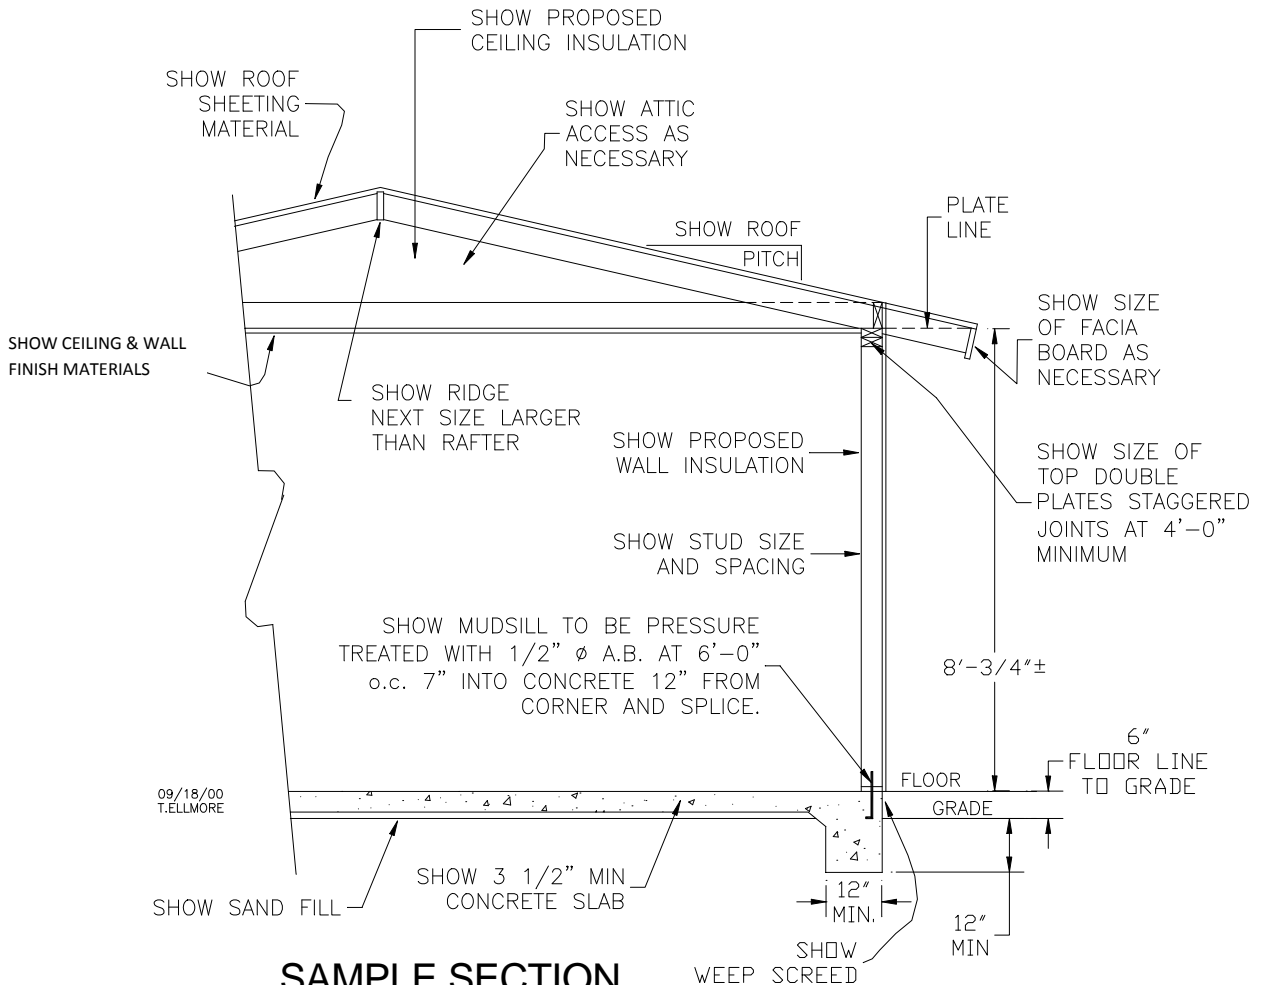 SHOW PROPOSED
CEILING INSULATION
SHOW ROOF
SHEETING
MATERIAL
SHOW ATTIC
ACCESS AS
NECESSARY
SHOW ROOF
PITCH
PLATE
LINE
SHOW SIZE
OF FACIA
BOARD AS
NECESSARY
SHOW CEILING & WALL
FINISH MATERIALS
SHOW RIDGE
NEXT SIZE LARGER
THAN RAFTER
SHOW PROPOSED
WALL INSULATION
SHOW SIZE OF
TOP DOUBLE
PLATES STAGGERED
JOINTS AT 4'-0"
MINIMUM
SHOW STUD SIZE
AND SPACING
SHOW MUDSILL TO BE PRESSURE
TREATED WITH 1/2" ø A.B. AT 6'-0"
o.c. 7" INTO CONCRETE 12" FROM
CORNER AND SPLICE.
8'-3/4"±
6"
FLOOR LINE
TO GRADE
FLOOR
GRADE
09/18/00
T.ELLMORE
SHOW 3 1/2" MIN
CONCRETE SLAB
SHOW SAND FILL
12"
MIN.
12"
MIN
SHOW
WEEP SCREED
SAMPLE SECTION